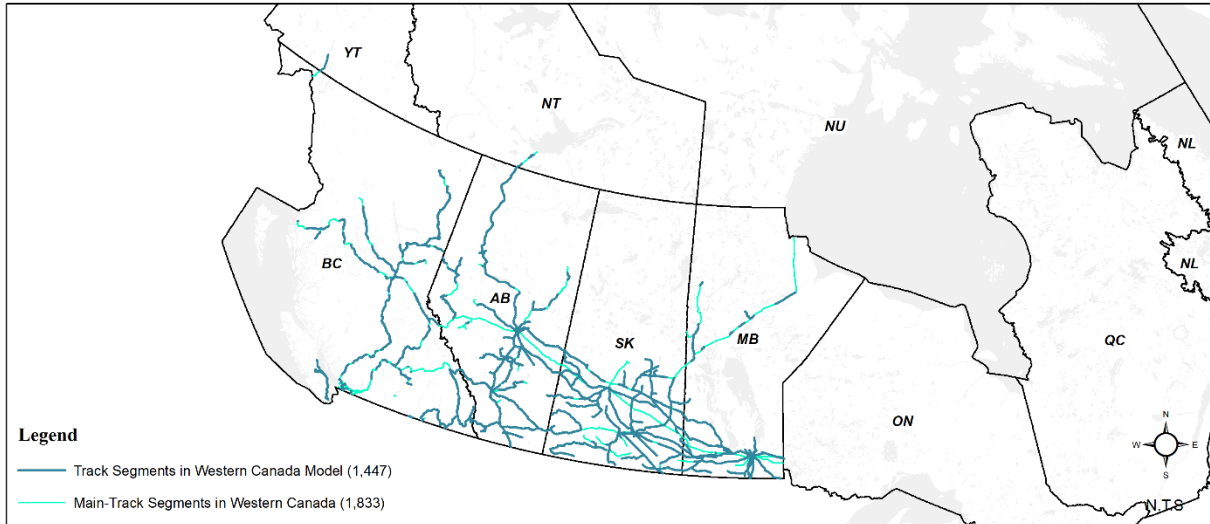 YT
NT
NU
NL
NL
BC
AB
SK
MB
QC
ON
Legend
Track Segments in Western Canada Model (1,447)
Main-Track Segments in Western Canada (1,833)
N
W E
S
N.T.S